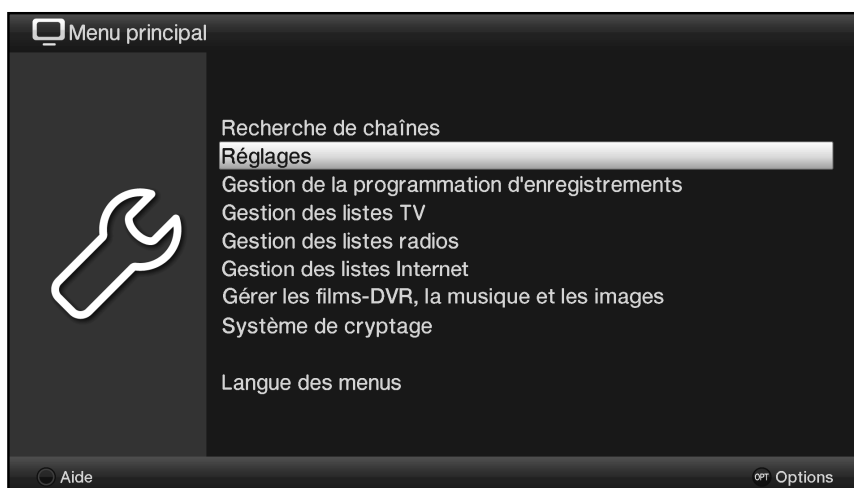 Menu principal
Recherche de chaînes
Réglages
Gestion de la programmation d'enregistrements
Gestion des listes TV
Gestion des listes radios
Gestion des listes Internet
Gérer les films-DVR, la musique et les images
Système de cryptage
Langue des menus
Aide
OPT Options